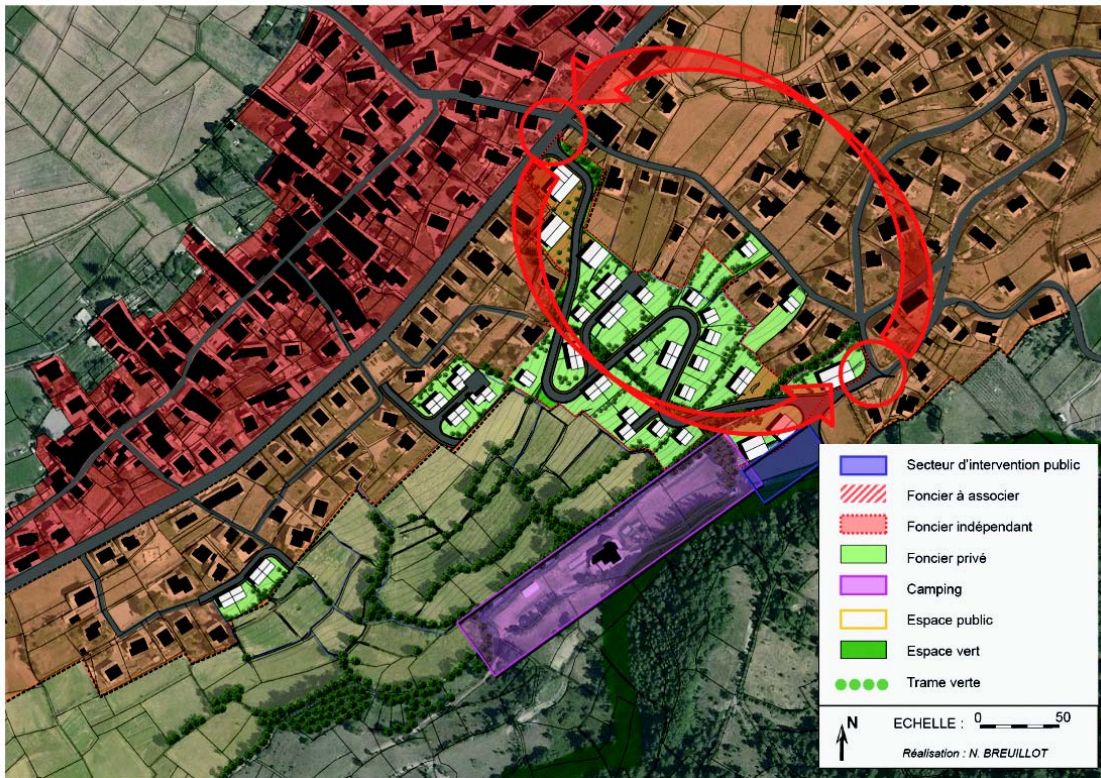 Secteur d'intervention public
Foncier à associer
Foncier indépendant
Foncier privé
Camping
Espace public
Espace vert
Trame verte
N
ECHELLE : 0 50
Réalisation : N. BREUILLOT